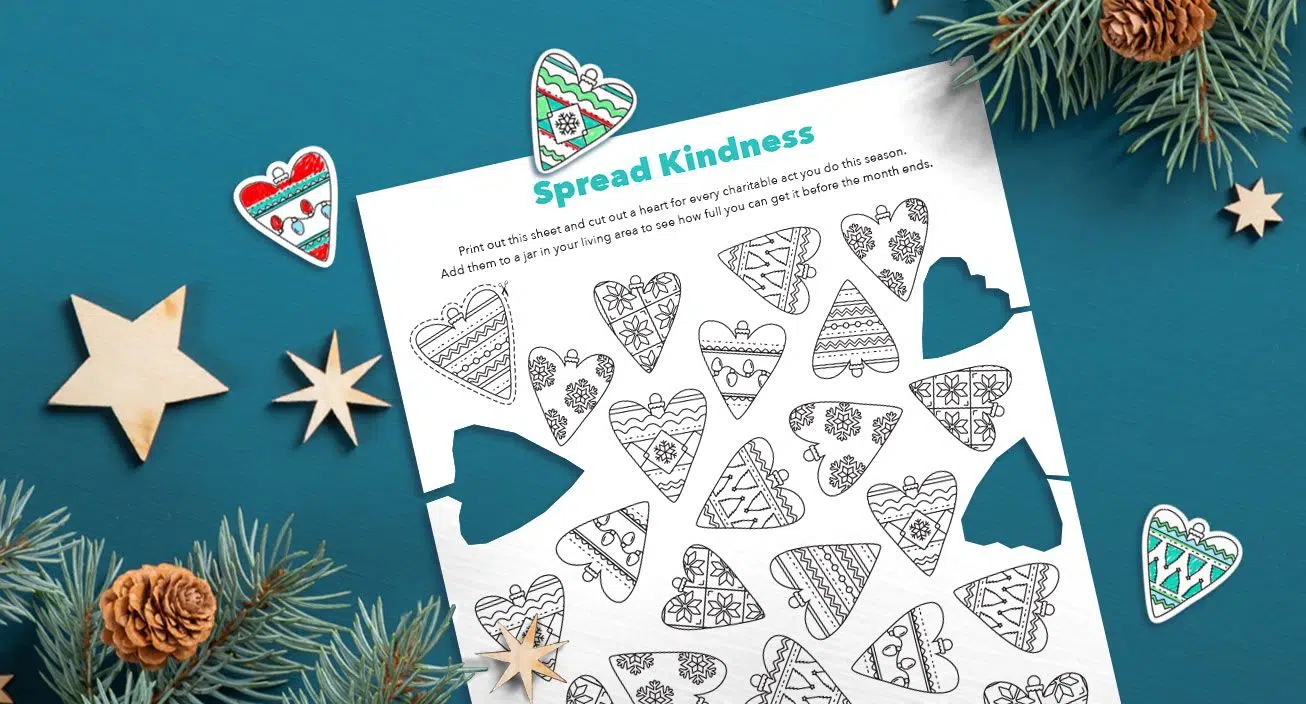 Spread Kindness
Print out this sheet and cut out a heart for every charitable act you do this season.
Add them to a jar in your living area to see how full you can get it before the month ends.